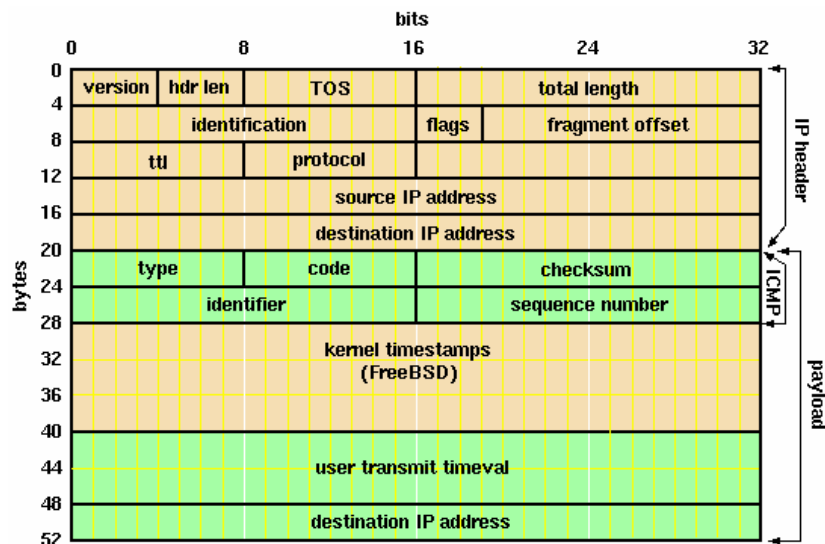 bits
0 8 16 24 32
0
version hdr len TOS total length
4
identification flags fragment offset
8
ttl protocol
12
source IP address
16
destination IP address
20
type code checksum
24
identifier sequence number
28
kernel timestamps
(FreeBSD)
32
36
40
user transmit timeval
44
48
destination IP address
52
bytes
IP header
ICMP
payload